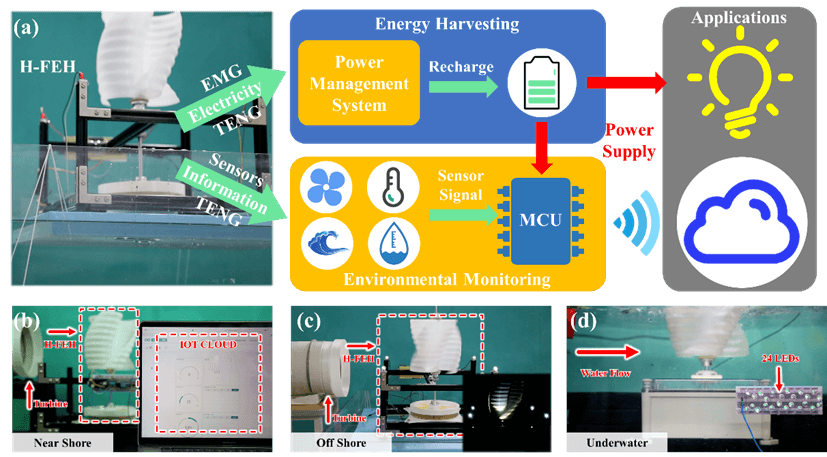 (a)
H-FEH
EMG
Electricity
TENG
Sensors
Information
TENG
Energy Harvesting
Power
Management
System
Recharge
Power
Supply
Sensor
Signal
MCU
Environmental Monitoring
Applications
(b)
H-FEH
Turbine
IOT CLOUD
Near Shore
(c)
H-FEH
Turbine
Off Shore
(d)
Water Flow
24 LEDs
Underwater